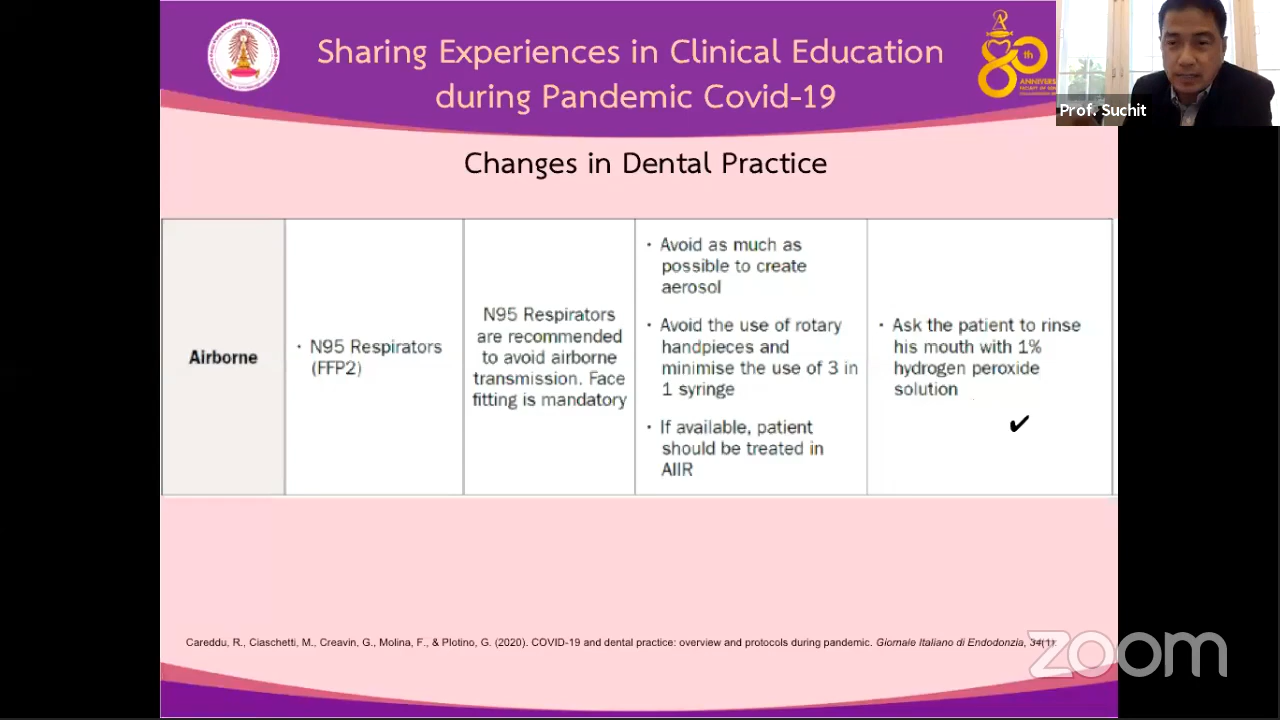 Sharing Experiences in Clinical Education
during Pandemic Covid-19
80th
ANNIVERS
Prof. Suchit
Changes in Dental Practice
Airborne
· N95 Respirators
(FFP2)
N95 Respirators
are recommended
to avoid airborne
transmission. Face
fitting is mandatory
· Avoid as much as
possible to create
aerosol
· Avoid the use of rotary
handpieces and
minimise the use of 3 in
1 syringe
· If available, patient
should be treated in
AIIR
· Ask the patient to rinse
his mouth with 1%
hydrogen peroxide
solution
✔
Careddu, R., Ciaschetti, M., Creavin, G., Molina, F., & Plotino, G. (2020). COVID-19 and dental practice: overview and protocols during pandemic. Giornale Italiano di Endodonzia, 34(1).
zoom